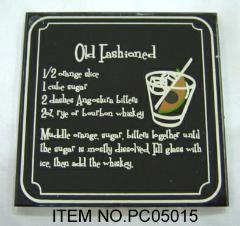 Old Fashioned
1/2 orange slice
1 cube sugar
2 dashes Angostura bitters
2oz rye or bourbon whiskey
Muddle orange, sugar, bitters together until
the sugar is mostly dissolved, fill glass with
ice, then add the whiskey.
ITEM NO.PC05015